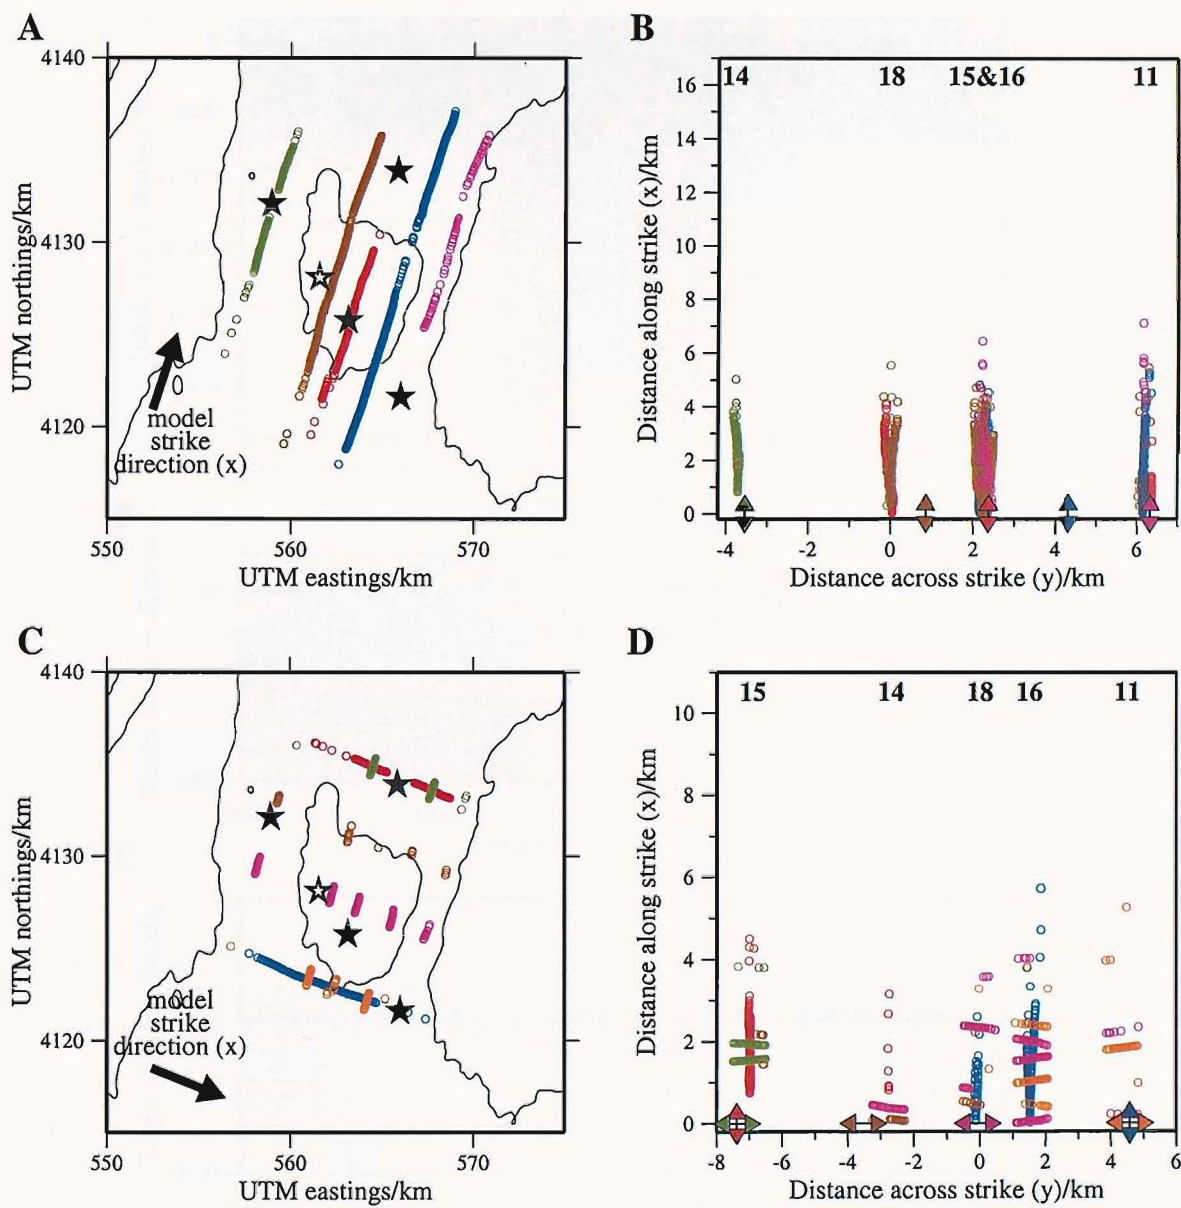 A
B
4140
4130
4120
UTM northings/km
550
560
570
UTM eastings/km
model
strike
direction (x)
14
18
15&16
11
16
14
12
10
8
6
4
2
0
Distance along strike (x)/km
-4
-2
0
2
4
6
Distance across strike (y)/km
C
D
4140
4130
4120
UTM northings/km
550
560
570
UTM eastings/km
model
strike
direction (x)
15
14
18
16
11
10
8
6
4
2
0
Distance along strike (x)/km
-8
-6
-4
-2
0
2
4
6
Distance across strike (y)/km